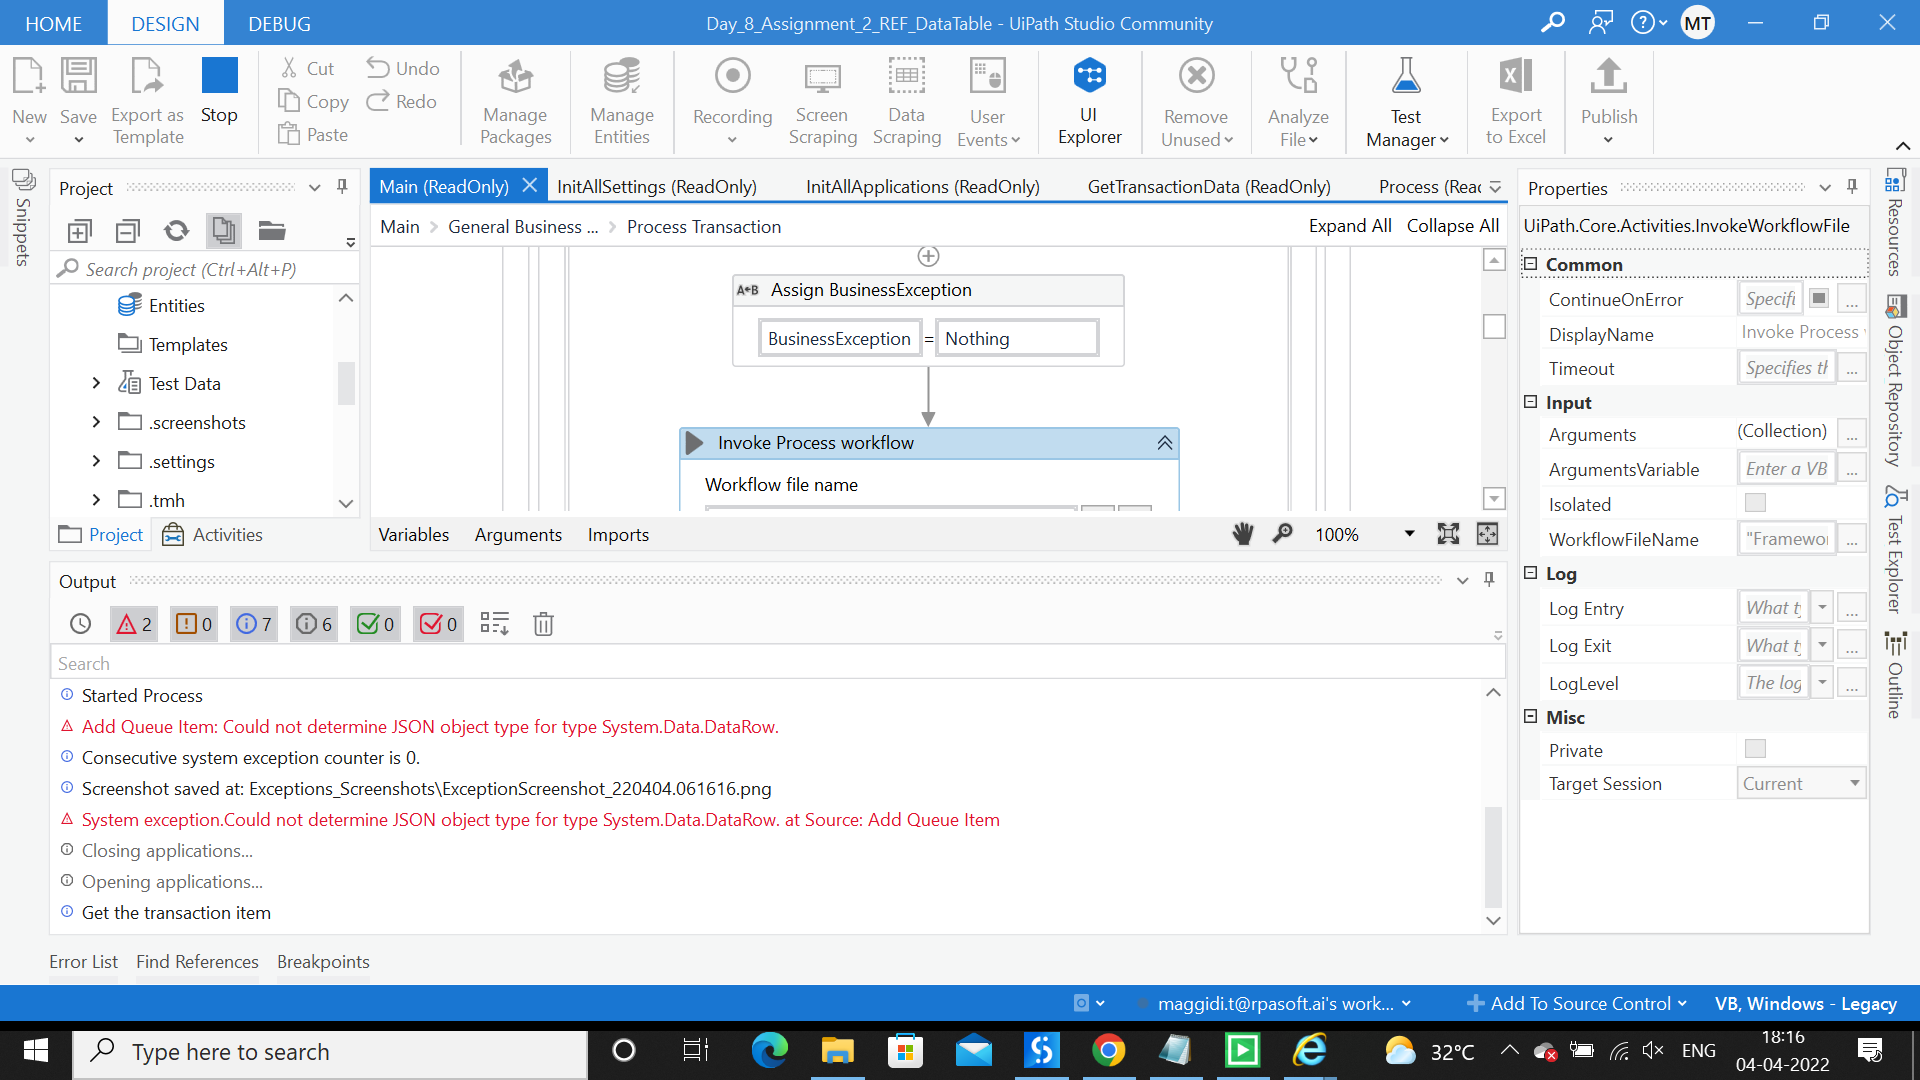 HOME
DESIGN
DEBUG
Day_8_Assignment_2_REF_DataTable - UiPath Studio Community
MT
New
Save
Export as
Template
Stop
Cut
Copy
Paste
Undo
Redo
Manage
Packages
Manage
Entities
Recording
Screen
Scraping
Data
Scraping
User
Events
UI
Explorer
Remove
Unused
Analyze
File
Test
Manager
Export
to Excel
Publish
Snippets
Project
Search project (Ctrl+Alt+P)
Entities
Templates
Test Data
.screenshots
.settings
.tmh
Project
Activities
Main (ReadOnly)
InitAllSettings (ReadOnly)
InitAllApplications (ReadOnly)
GetTransactionData (ReadOnly)
Process (Rea
Main > General Business ... > Process Transaction
Expand All
Collapse All
A B Assign BusinessException
BusinessException = Nothing
Invoke Process workflow
Workflow file name
Variables
Arguments
Imports
100%
Properties
UiPath.Core.Activities.InvokeWorkflowFile
Common
ContinueOnError Specifi ...
DisplayName Invoke Process
Timeout Specifies th ...
Input
Arguments (Collection) ...
ArgumentsVariable Enter a VB ...
Isolated
WorkflowFileName "Framewo ...
Log
Log Entry What ty ...
Log Exit What ty ...
LogLevel The log ...
Misc
Private
Target Session Current
Resources
Object Repository
Test Explorer
Outline
Output
2
0
7
6
0
0
Search
Started Process
Add Queue Item: Could not determine JSON object type for type System.Data.DataRow.
Consecutive system exception counter is 0.
Screenshot saved at: Exceptions_Screenshots\ExceptionScreenshot_220404.061616.png
System exception.Could not determine JSON object type for type System.Data.DataRow. at Source: Add Queue Item
Closing applications...
Opening applications...
Get the transaction item
Error List
Find References
Breakpoints
maggidi.t@rpasoft.ai's work...
Add To Source Control
VB, Windows - Legacy
Type here to search
32°C
ENG
18:16
04-04-2022